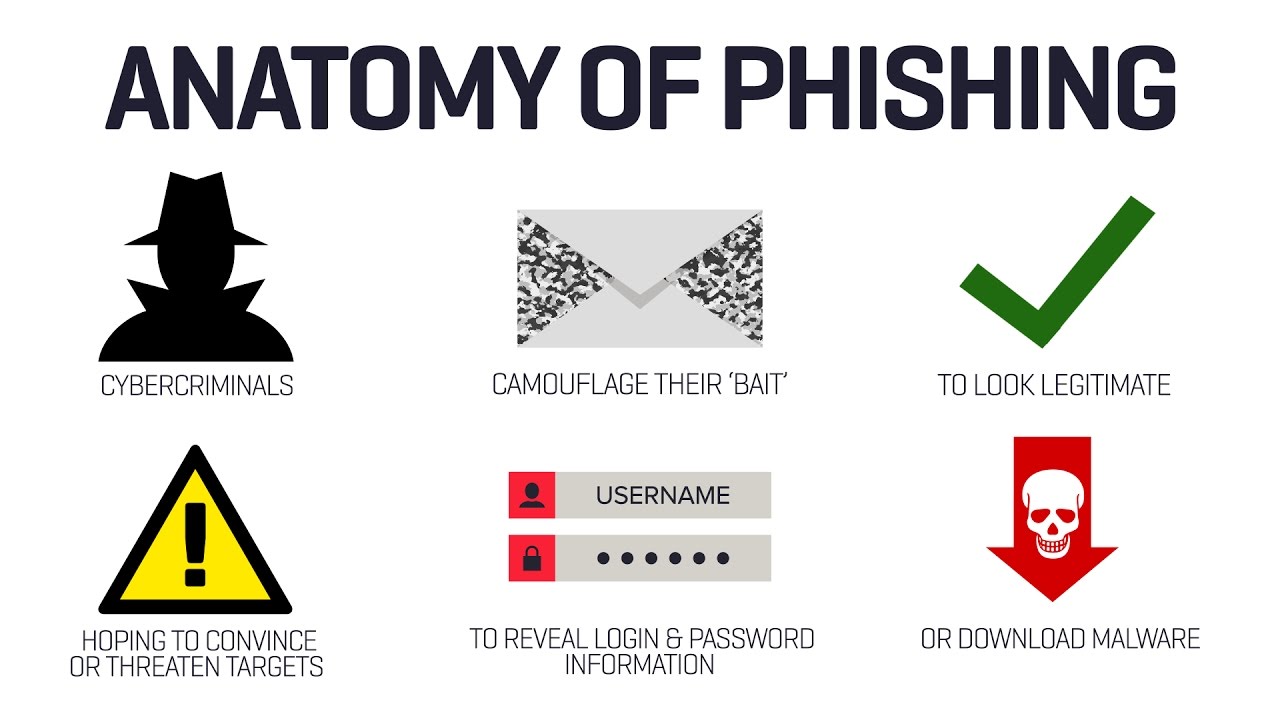 ANATOMY OF PHISHING
CYBERCRIMINALS
CAMOUFLAGE THEIR ‘BAIT’
TO LOOK LEGITIMATE
HOPING TO CONVINCE
OR THREATEN TARGETS
USERNAME
TO REVEAL LOGIN & PASSWORD
INFORMATION
OR DOWNLOAD MALWARE